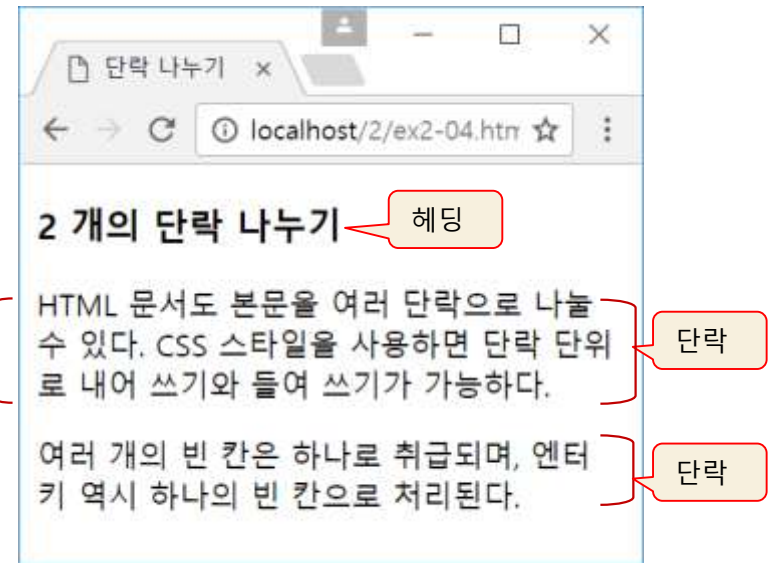 단락 나누기
localhost/2/ex2-04.htm
2 개의 단락 나누기
헤딩
HTML 문서도 본문을 여러 단락으로 나눌
수 있다. CSS 스타일을 사용하면 단락 단위
로 내어 쓰기와 들여 쓰기가 가능하다.
단락
여러 개의 빈 칸은 하나로 취급되며, 엔터
키 역시 하나의 빈 칸으로 처리된다.
단락